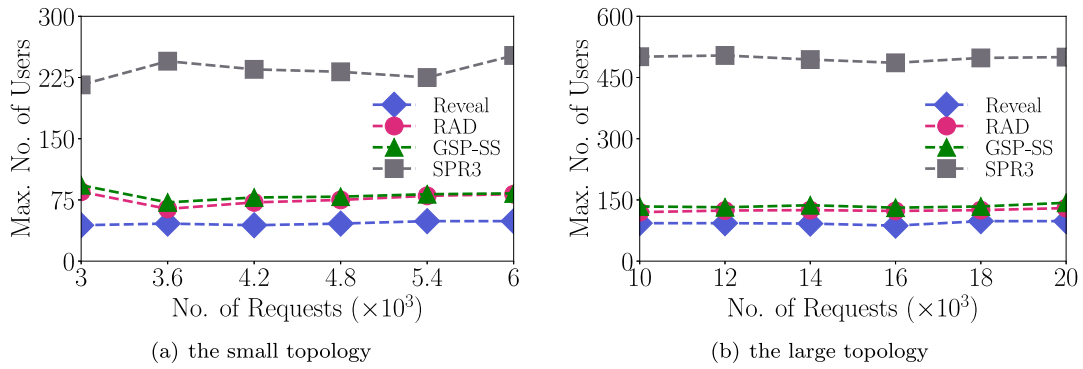 300
225
150
75
0
Max. No. of Users
Reveal
RAD
GSP-SS
SPR3
3 3.6 4.2 4.8 5.4 6
No. of Requests (×10³)
(a) the small topology
600
450
300
150
0
Max. No. of Users
Reveal
RAD
GSP-SS
SPR3
10 12 14 16 18 20
No. of Requests (×10³)
(b) the large topology